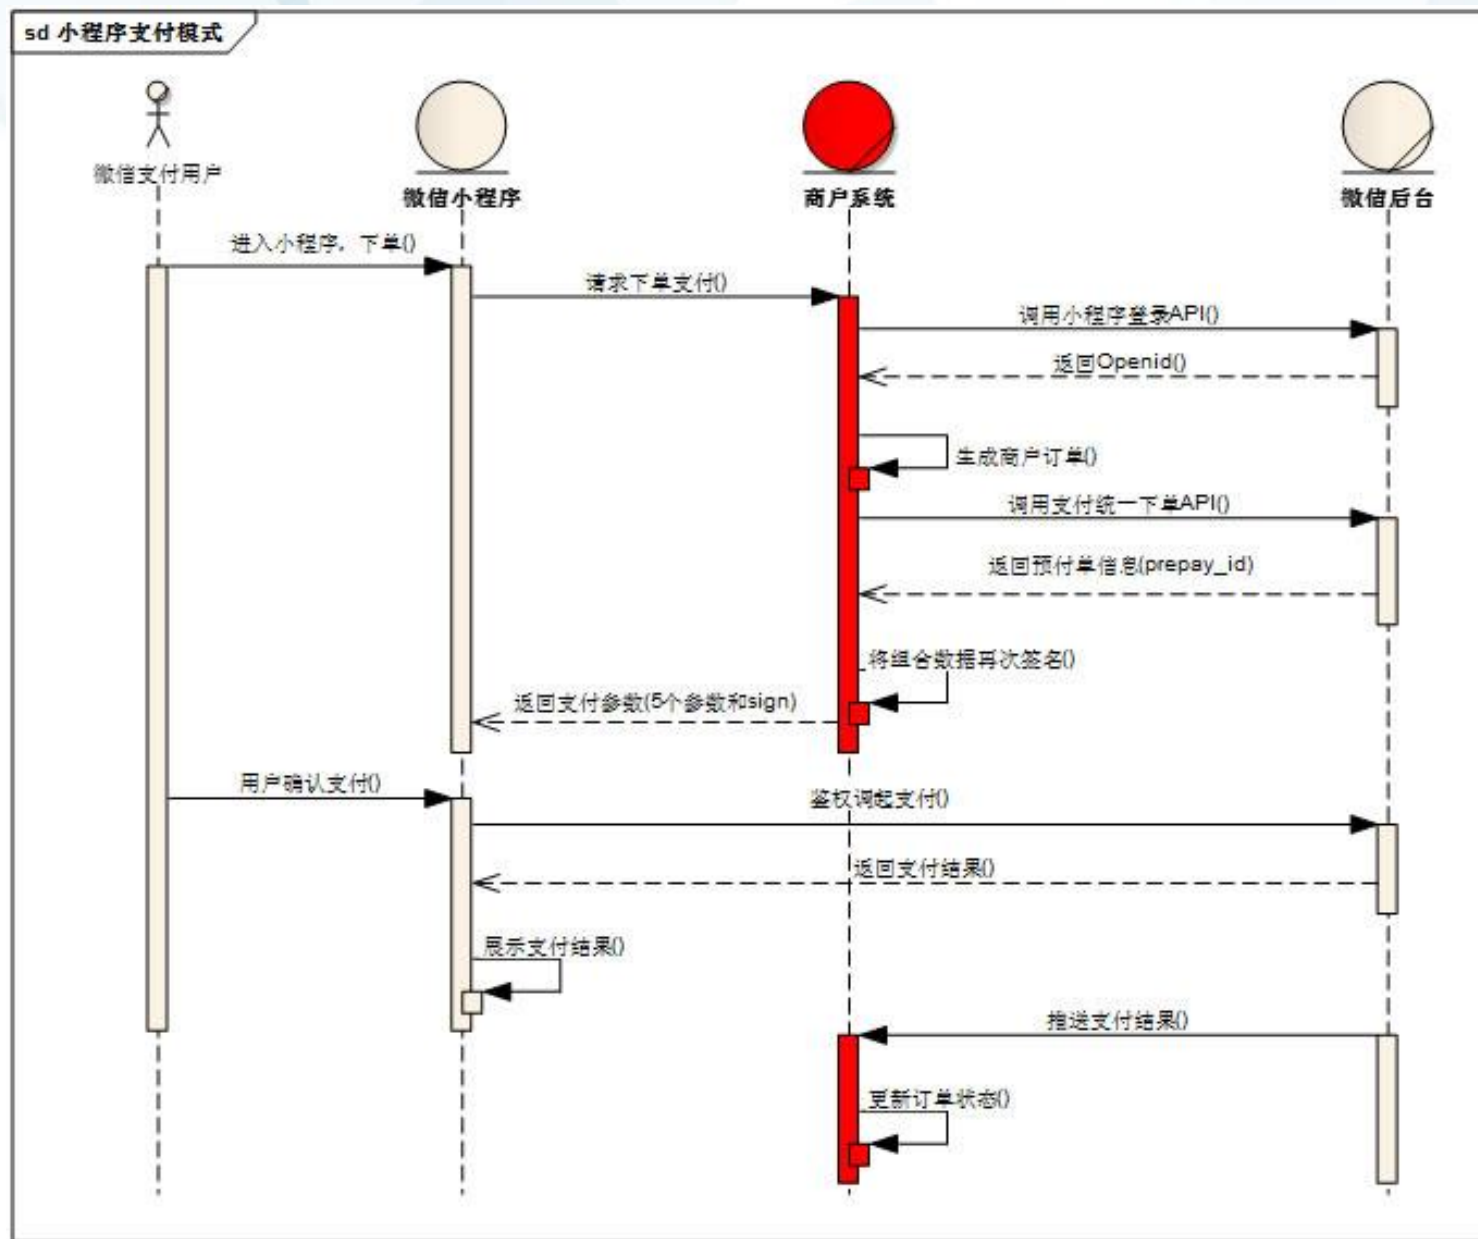 sd 小程序支付模式
微信支付用户
微信小程序
商户系统
微信后台
进入小程序，下单()
请求下单支付()
调用小程序登录API()
返回Openid()
生成商户订单()
调用支付统一下单API()
返回预付单信息(prepay_id)
将组合数据再次签名()
返回支付参数(5个参数和sign)
用户确认支付()
鉴权调起支付()
返回支付结果()
展示支付结果()
推送支付结果()
更新订单状态()